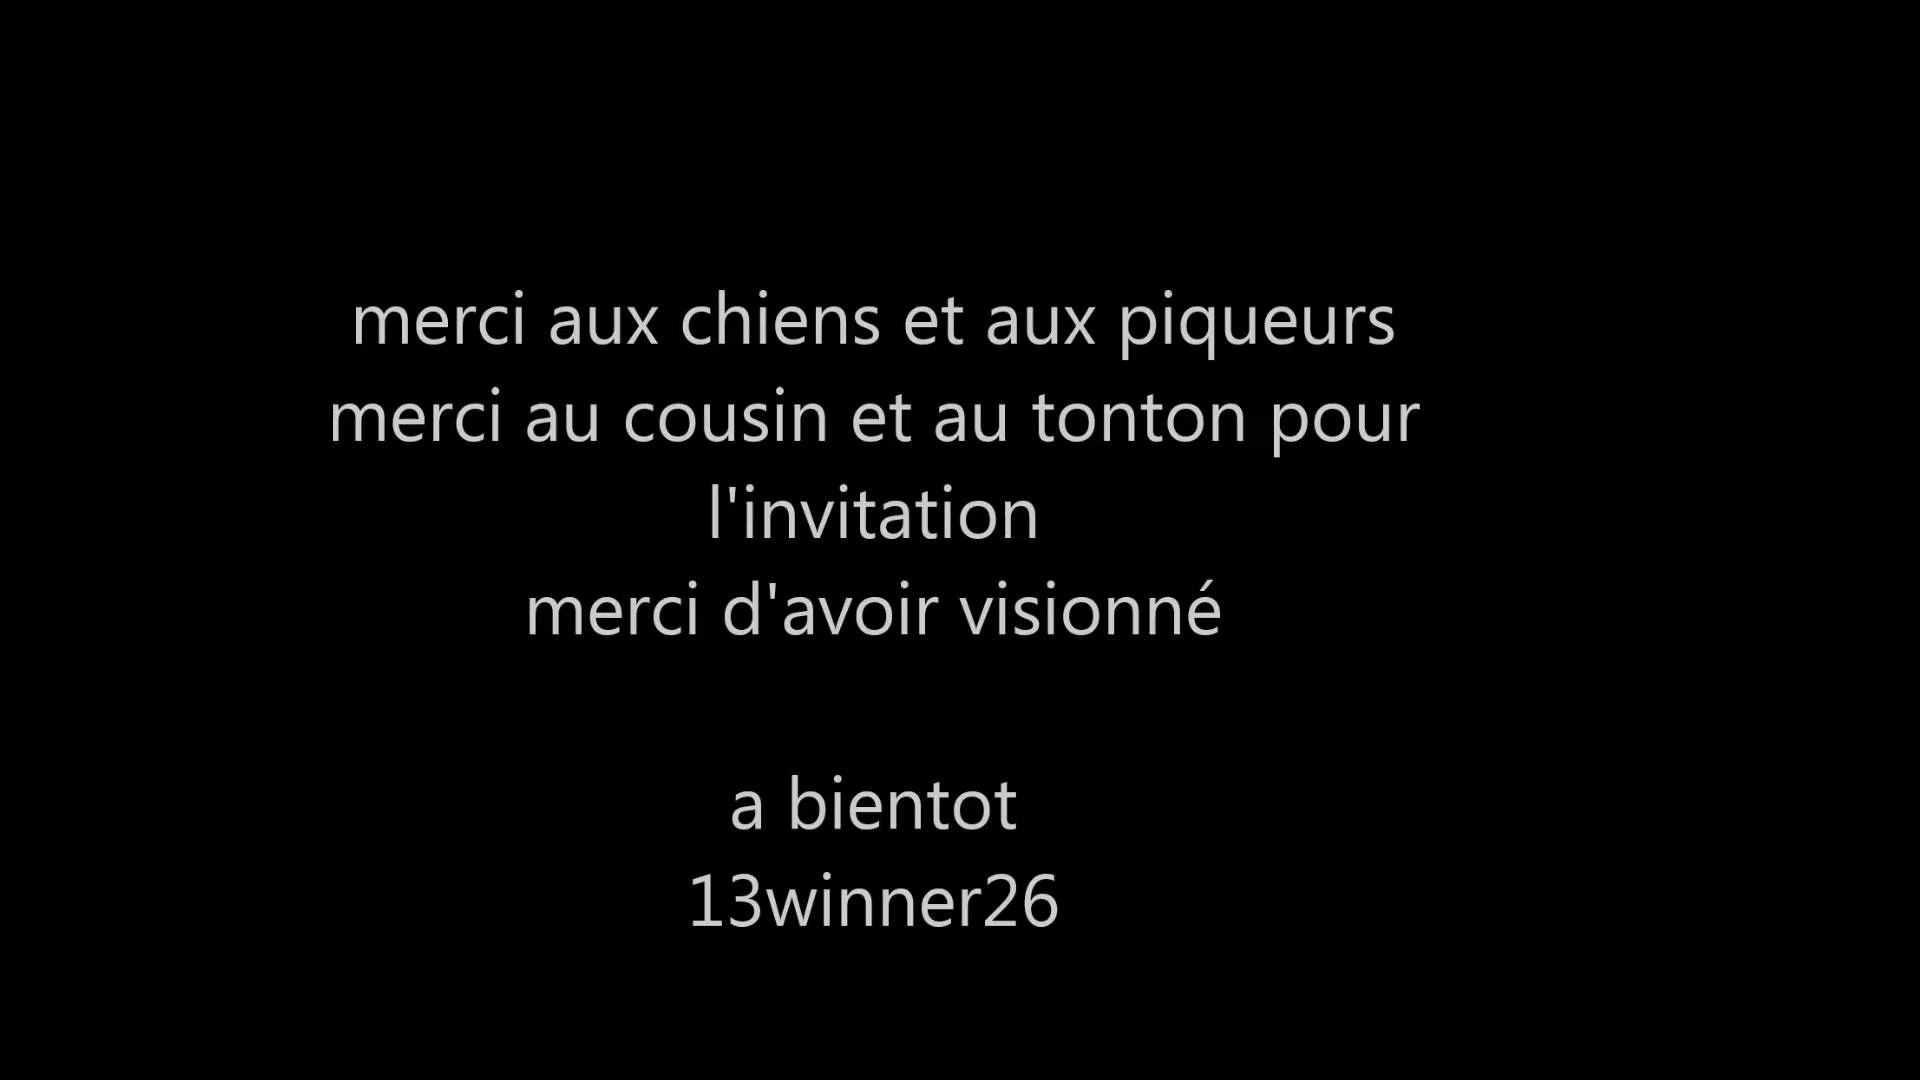 merci aux chiens et aux piqueurs
merci au cousin et au tonton pour
l'invitation
merci d'avoir visionné
a bientot
13winner26